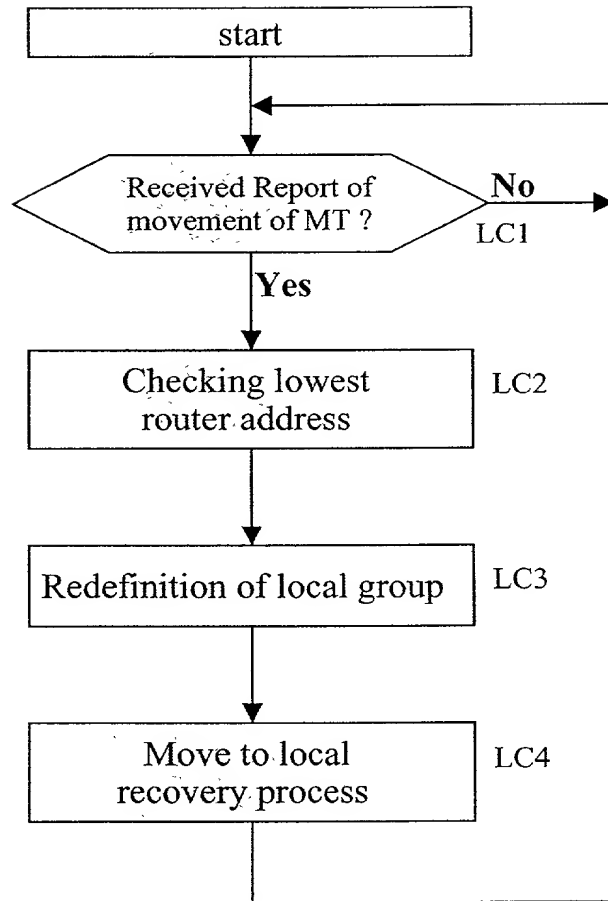 start
Received Report of
movement of MT ?
No
LC1
Yes
Checking lowest
router address
LC2
Redefinition of local group
LC3
Move to local
recovery process
LC4